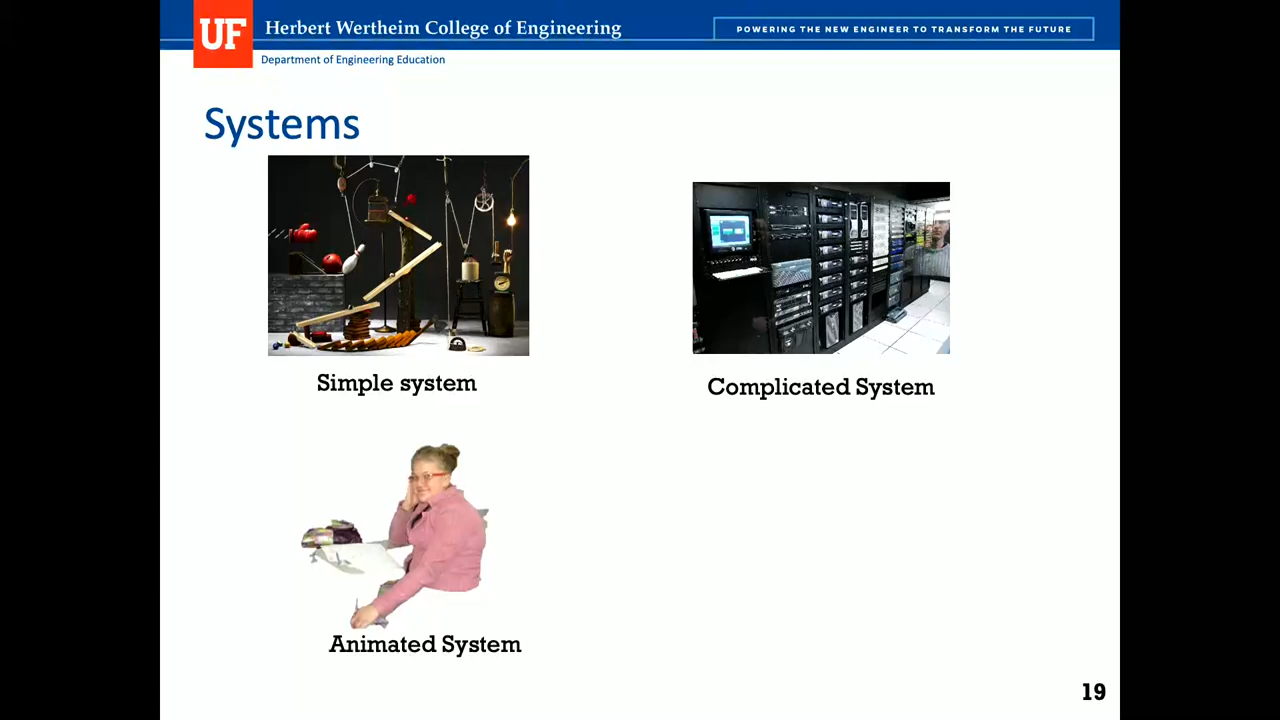 UF
Herbert Wertheim College of Engineering
POWERING THE NEW ENGINEER TO TRANSFORM THE FUTURE
Department of Engineering Education
Systems
Simple system
Complicated System
Animated System
19